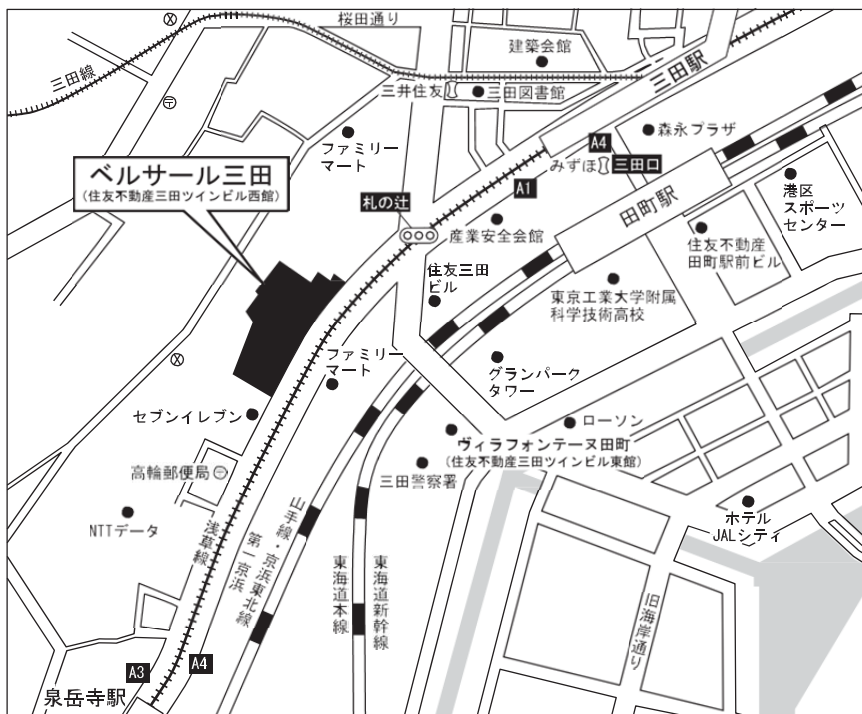 桜田通り
建築会館
三田線
三井住友
三田図書館
三田駅
ファミリー
マート
A4
森永プラザ
みずほ
三田口
ベルサール三田
(住友不動産三田ツインビル西館)
A1
田町駅
港区
スポーツ
センター
札の辻
産業安全会館
住友不動産
田町駅前ビル
住友三田
ビル
東京工業大学附属
科学技術高校
ファミリー
マート
グランパーク
タワー
セブンイレブン
ローソン
ヴィラフォンテーヌ田町
(住友不動産三田ツインビル東館)
高輪郵便局
三田警察署
NTTデータ
ホテル
JALシティ
浅草線
第一京浜
山手線・京浜東北線
東海道本線
東海道新幹線
旧海岸通り
A3
A4
泉岳寺駅